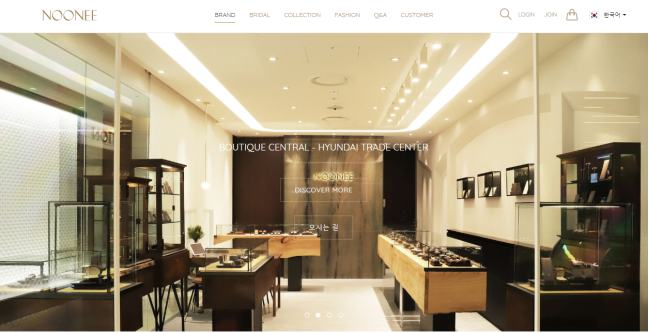 NOONEE
BRAND BRIDAL COLLECTION FASHION Q&A CUSTOMER
LOGIN JOIN 한국어
BOUTIQUE CENTRAL - HYUNDAI TRADE CENTER
NOONEE
DISCOVER MORE
오시는 길